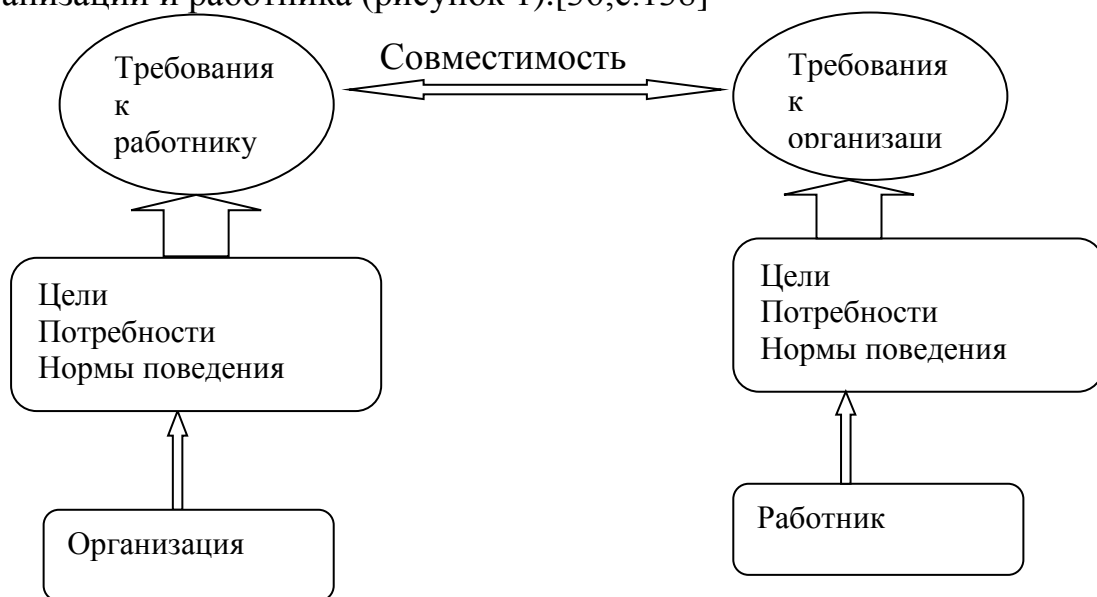 анизации и работника (рисунок 1).[30,с.158]
Совместимость
Требования
к
работнику
Требования
к
организаци
Цели
Потребности
Нормы поведения
Цели
Потребности
Нормы поведения
Организация
Работник